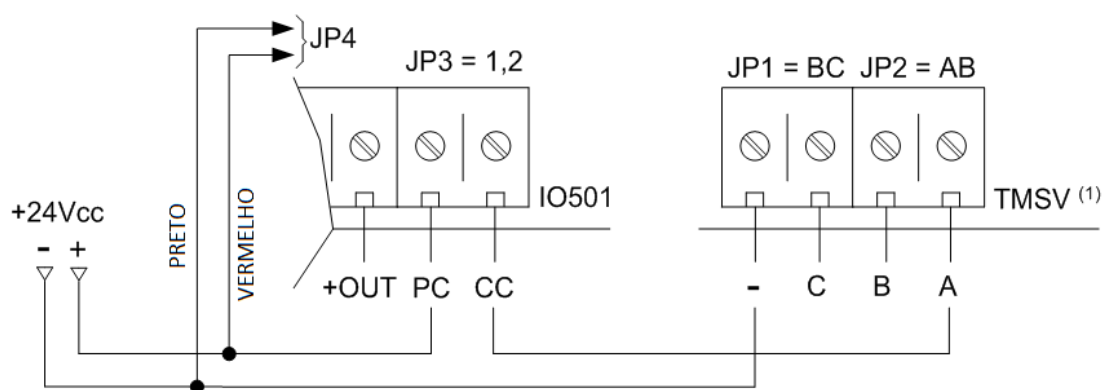 JP4
JP3 = 1,2
JP1 = BC JP2 = AB
IO501
TMSV (1)
+24Vcc
- +
PRETO
VERMELHO
+OUT PC CC
- C B A